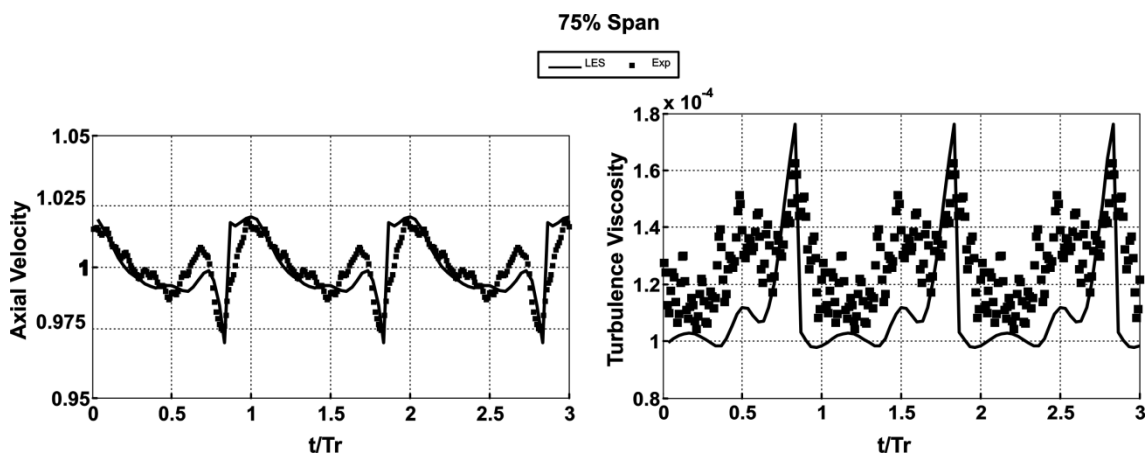 75% Span
LES Exp
Axial Velocity
1.05
1.025
1
0.975
0.95
0 0.5 1 1.5 2 2.5 3
t/Tr
Turbulence Viscosity
x 10-4
1.8
1.6
1.4
1.2
1
0.8
0 0.5 1 1.5 2 2.5 3
t/Tr